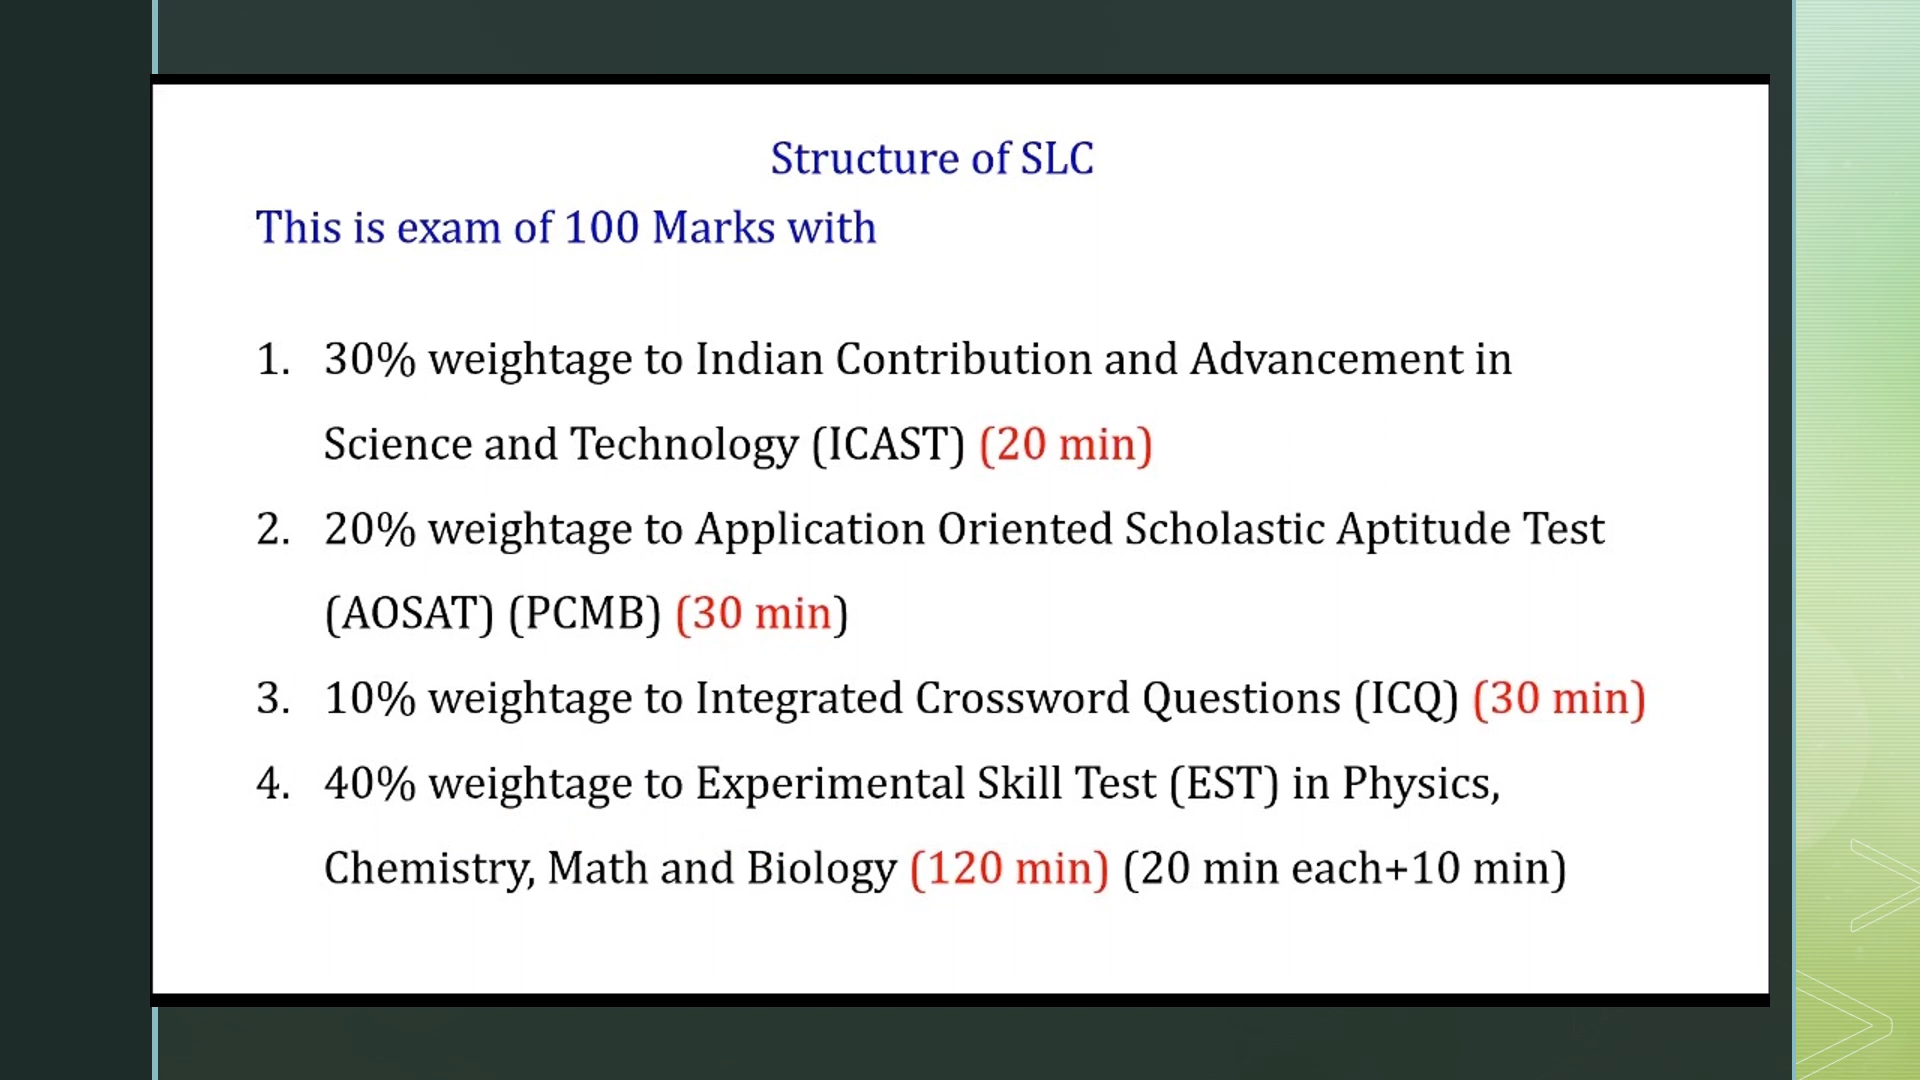 Structure of SLC
This is exam of 100 Marks with
1. 30% weightage to Indian Contribution and Advancement in
Science and Technology (ICAST) (20 min)
2. 20% weightage to Application Oriented Scholastic Aptitude Test
(AOSAT) (PCMB) (30 min)
3. 10% weightage to Integrated Crossword Questions (ICQ) (30 min)
4. 40% weightage to Experimental Skill Test (EST) in Physics,
Chemistry, Math and Biology (120 min) (20 min each+10 min)